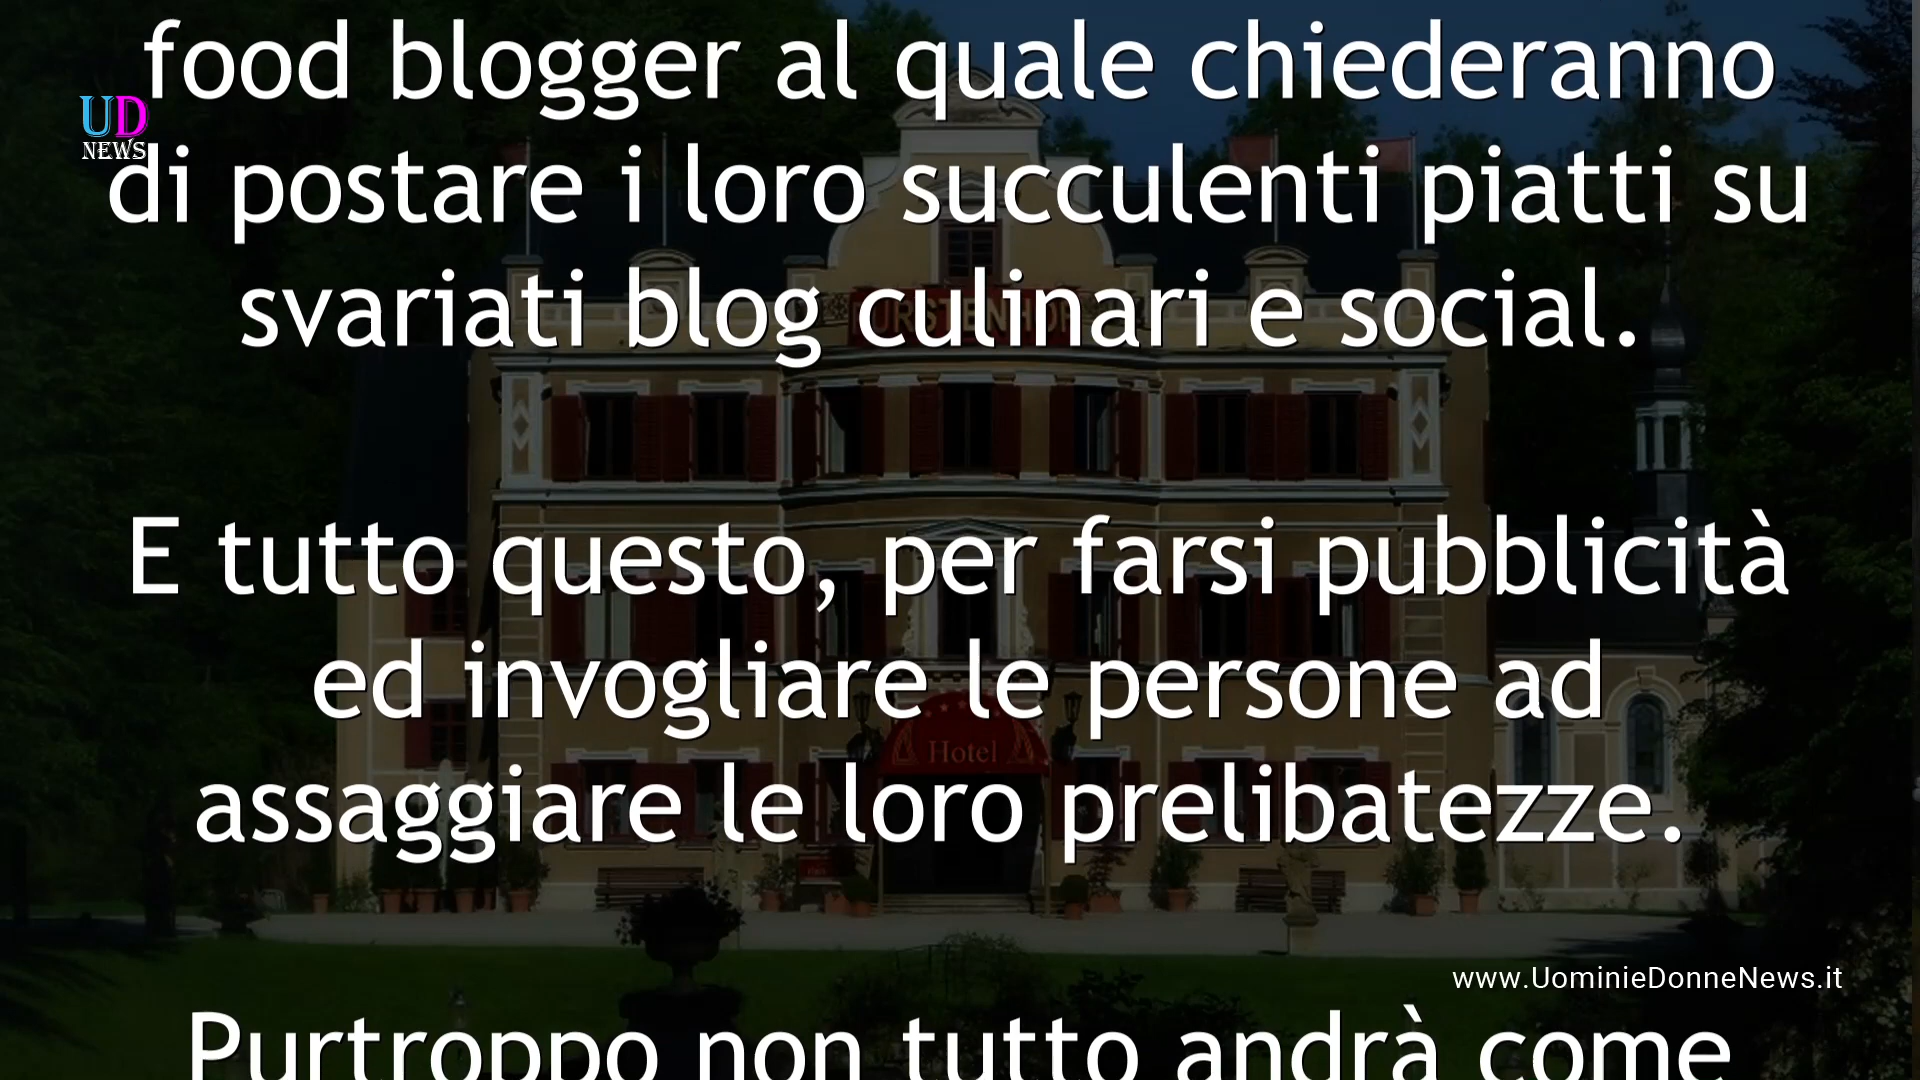 food blogger al quale chiederanno
UD
NEWS
di postare i loro succulenti piatti su
svariati blog culinari e social.
E tutto questo, per farsi pubblicità
ed invogliare le persone ad
Hotel
assaggiare le loro prelibatezze.
www.UominieDonneNews.it
Purtroppo non tutto andrà come